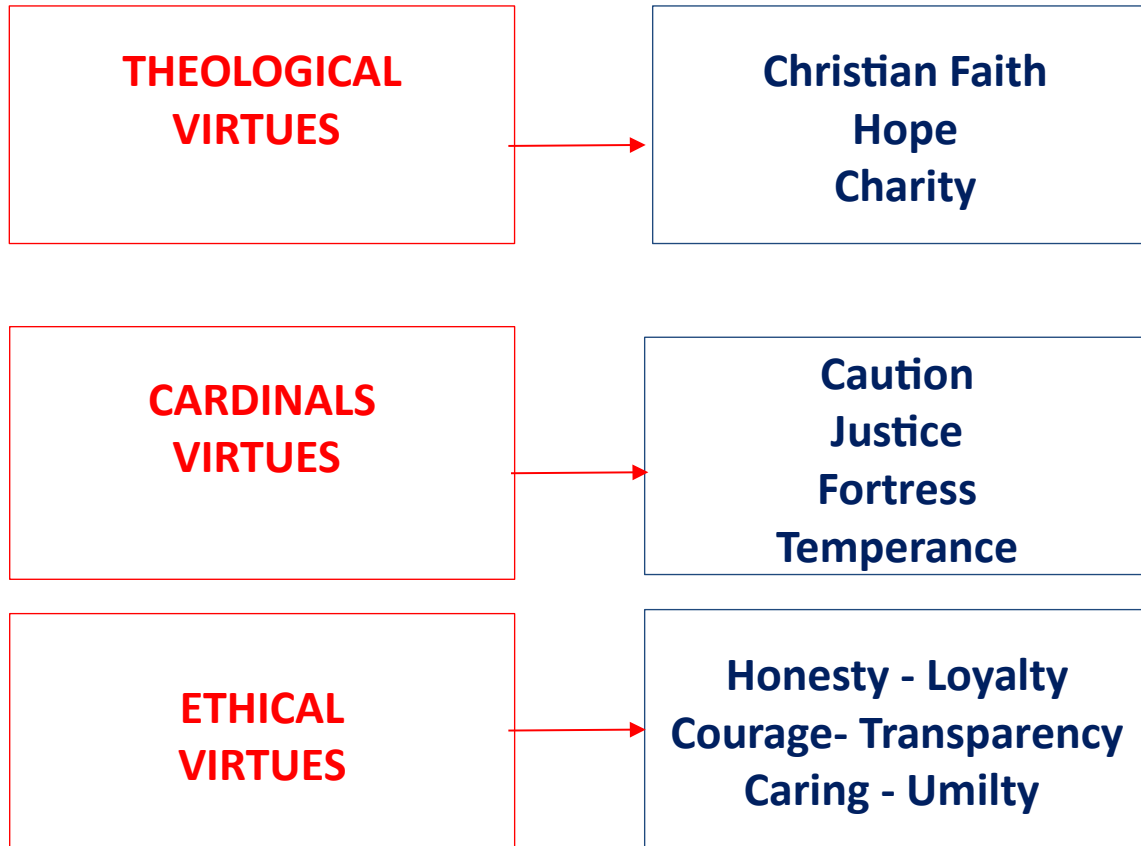 THEOLOGICAL
VIRTUES
Christian Faith
Hope
Charity
CARDINALS
VIRTUES
Caution
Justice
Fortress
Temperance
ETHICAL
VIRTUES
Honesty - Loyalty
Courage- Transparency
Caring - Umilty